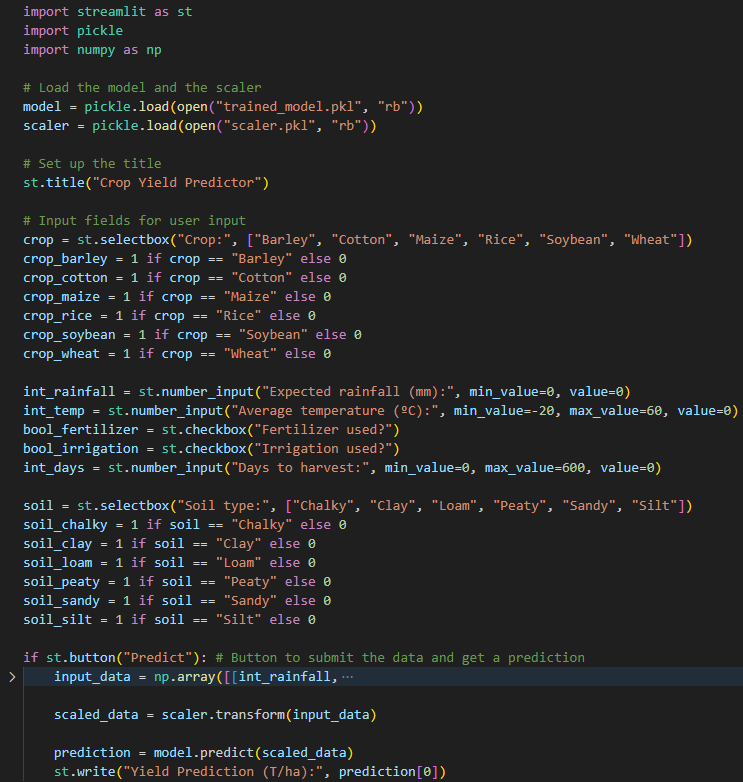 import streamlit as st
import pickle
import numpy as np
# Load the model and the scaler
model = pickle.load(open("trained_model.pkl", "rb"))
scaler = pickle.load(open("scaler.pkl", "rb"))
# Set up the title
st.title("Crop Yield Predictor")
# Input fields for user input
crop = st.selectbox("Crop:", ["Barley", "Cotton", "Maize", "Rice", "Soybean", "Wheat"])
crop_barley = 1 if crop == "Barley" else 0
crop_cotton = 1 if crop == "Cotton" else 0
crop_maize = 1 if crop == "Maize" else 0
crop_rice = 1 if crop == "Rice" else 0
crop_soybean = 1 if crop == "Soybean" else 0
crop_wheat = 1 if crop == "Wheat" else 0
int_rainfall = st.number_input("Expected rainfall (mm):", min_value=0, value=0)
int_temp = st.number_input("Average temperature (ºC):", min_value=-20, max_value=60, value=0)
bool_fertilizer = st.checkbox("Fertilizer used?")
bool_irrigation = st.checkbox("Irrigation used?")
int_days = st.number_input("Days to harvest:", min_value=0, max_value=600, value=0)
soil = st.selectbox("Soil type:", ["Chalky", "Clay", "Loam", "Peaty", "Sandy", "Silt"])
soil_chalky = 1 if soil == "Chalky" else 0
soil_clay = 1 if soil == "Clay" else 0
soil_loam = 1 if soil == "Loam" else 0
soil_peaty = 1 if soil == "Peaty" else 0
soil_sandy = 1 if soil == "Sandy" else 0
soil_silt = 1 if soil == "Silt" else 0
if st.button("Predict"): # Button to submit the data and get a prediction
    input_data = np.array([[int_rainfall,⋯
    scaled_data = scaler.transform(input_data)
    prediction = model.predict(scaled_data)
    st.write("Yield Prediction (T/ha):", prediction[0])